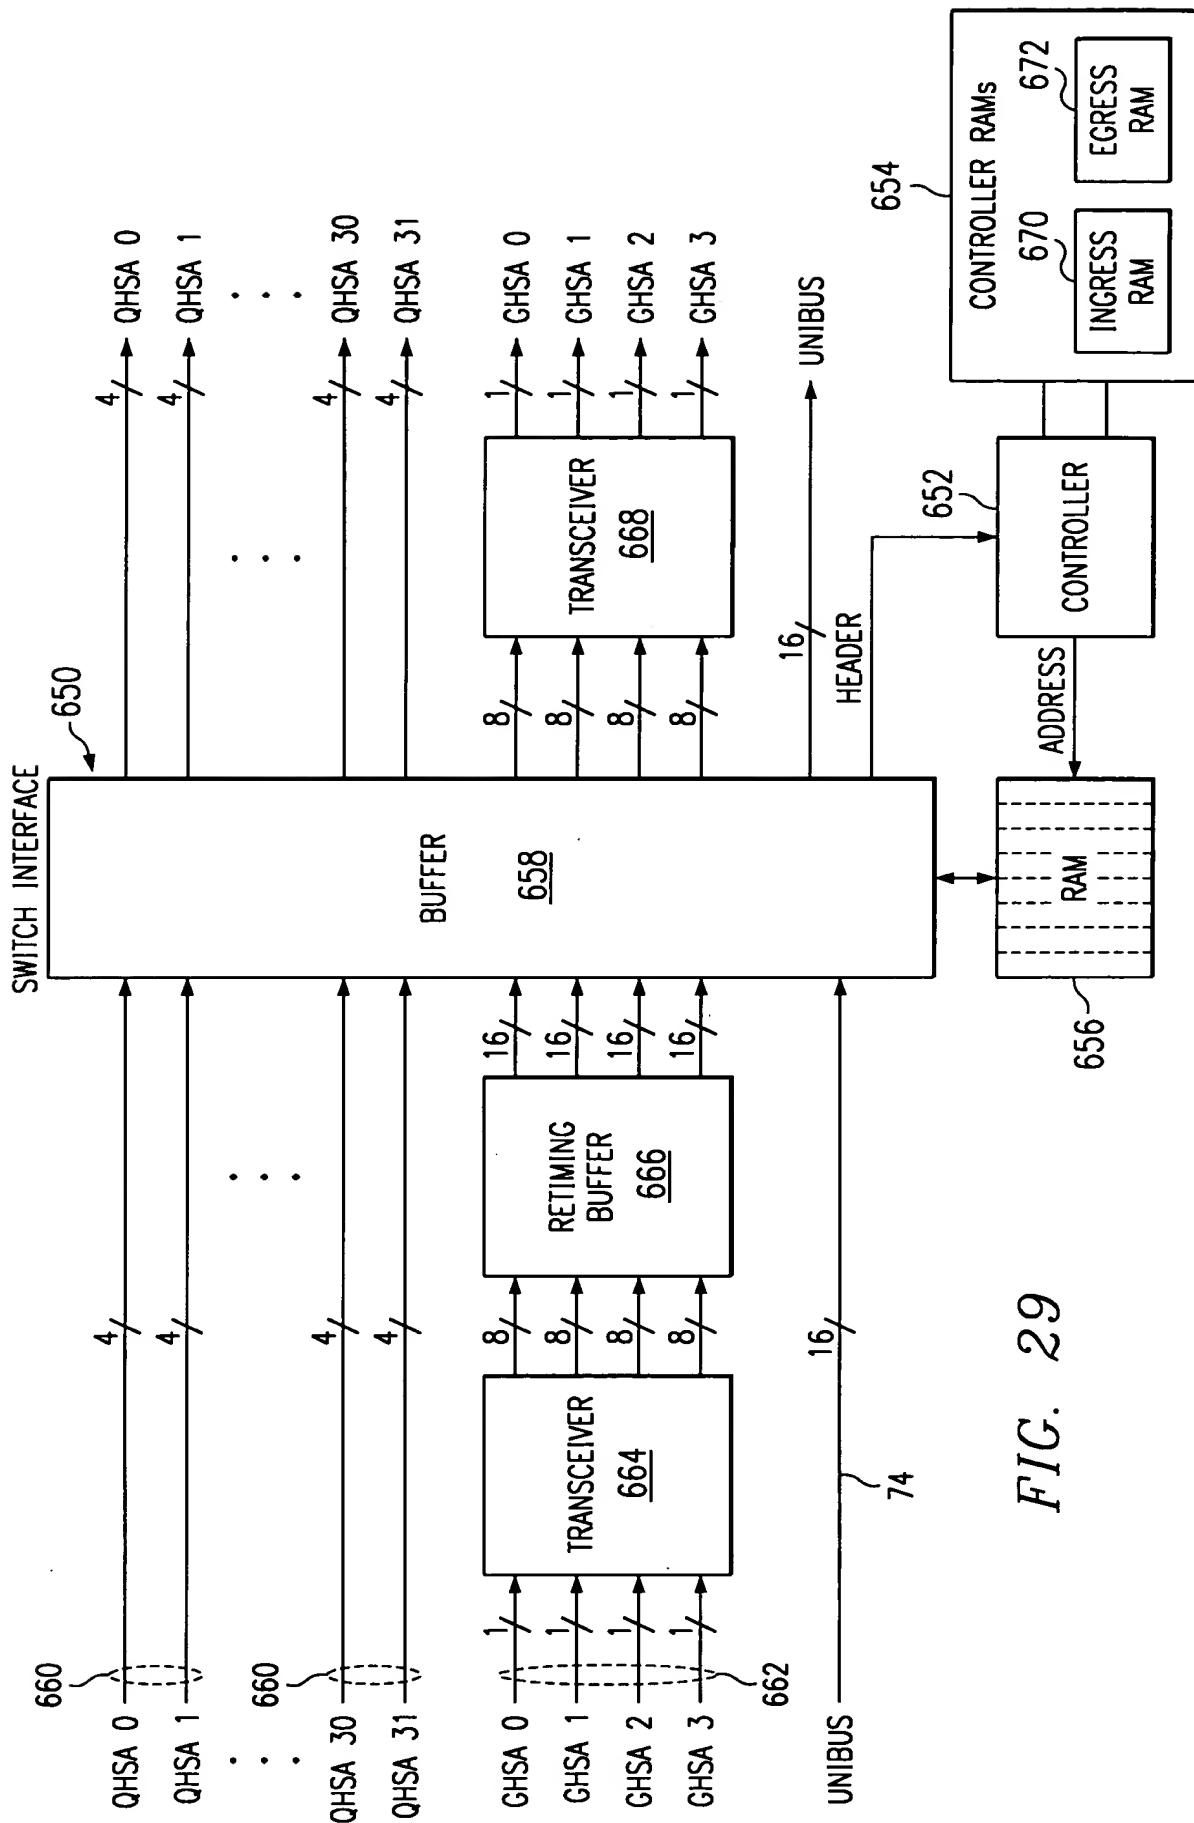 SWITCH INTERFACE
650
QHSA 0
660
4
4
QHSA 0
QHSA 1
4
4
QHSA 1
. . .
. . .
. . .
. . .
QHSA 30
660
4
4
QHSA 30
QHSA 31
4
4
QHSA 31
BUFFER
658
GHSA 0
1
8
16
8
1
GHSA 0
GHSA 1
1
8
16
8
1
GHSA 1
GHSA 2
1
8
16
8
1
GHSA 2
GHSA 3
1
8
16
8
1
GHSA 3
662
TRANSCEIVER
664
RETIMING
BUFFER
666
TRANSCEIVER
668
UNIBUS
74
16
16
UNIBUS
HEADER
656
RAM
ADDRESS
CONTROLLER
652
654
CONTROLLER RAMs
670
INGRESS
RAM
672
EGRESS
RAM
FIG. 29